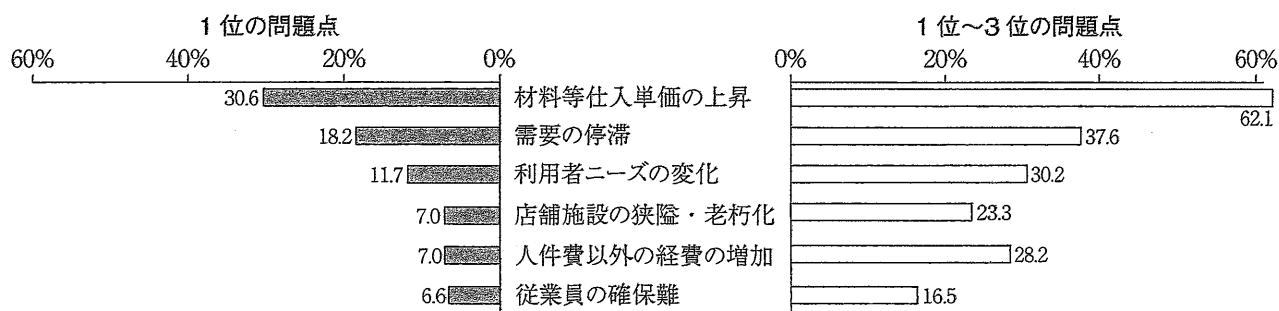 1位の問題点 1位～3位の問題点
60% 40% 20% 0% 0% 20% 40% 60%
30.6 材料等仕入単価の上昇 62.1
18.2 需要の停滞 37.6
11.7 利用者ニーズの変化 30.2
7.0 店舗施設の狭隘・老朽化 23.3
7.0 人件費以外の経費の増加 28.2
6.6 従業員の確保難 16.5